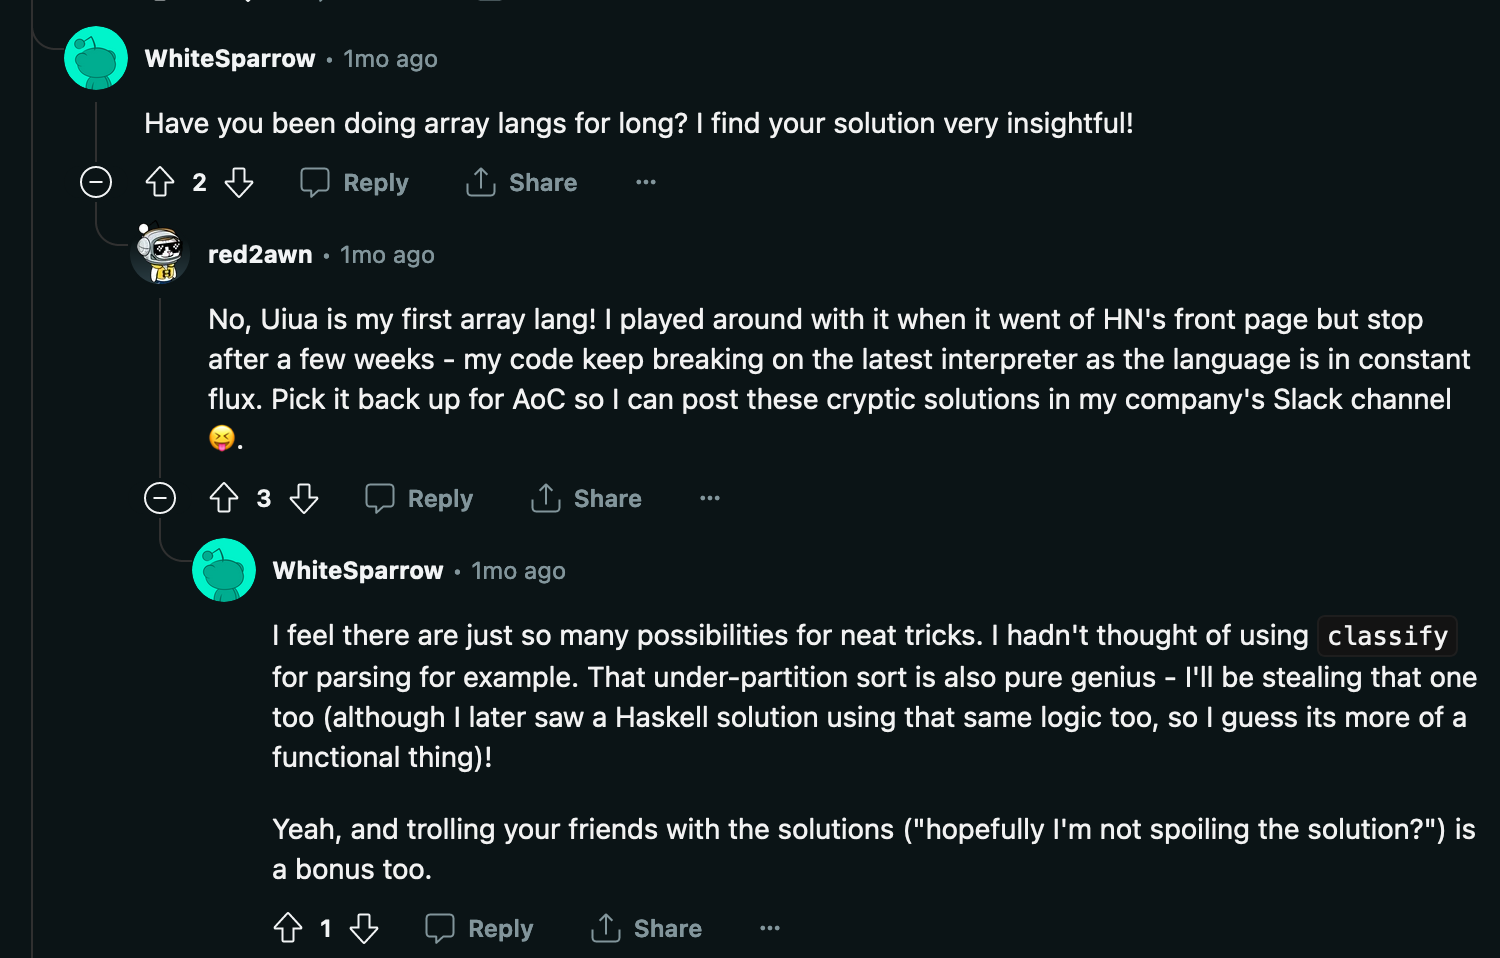 WhiteSparrow • 1mo ago
Have you been doing array langs for long? I find your solution very insightful!
2 Reply Share ...
red2awn • 1mo ago
No, Uiua is my first array lang! I played around with it when it went of HN's front page but stop
after a few weeks - my code keep breaking on the latest interpreter as the language is in constant
flux. Pick it back up for AoC so I can post these cryptic solutions in my company's Slack channel
😝.
3 Reply Share ...
WhiteSparrow • 1mo ago
I feel there are just so many possibilities for neat tricks. I hadn't thought of using classify
for parsing for example. That under-partition sort is also pure genius - I'll be stealing that one
too (although I later saw a Haskell solution using that same logic too, so I guess its more of a
functional thing)!
Yeah, and trolling your friends with the solutions ("hopefully I'm not spoiling the solution?") is
a bonus too.
1 Reply Share ...